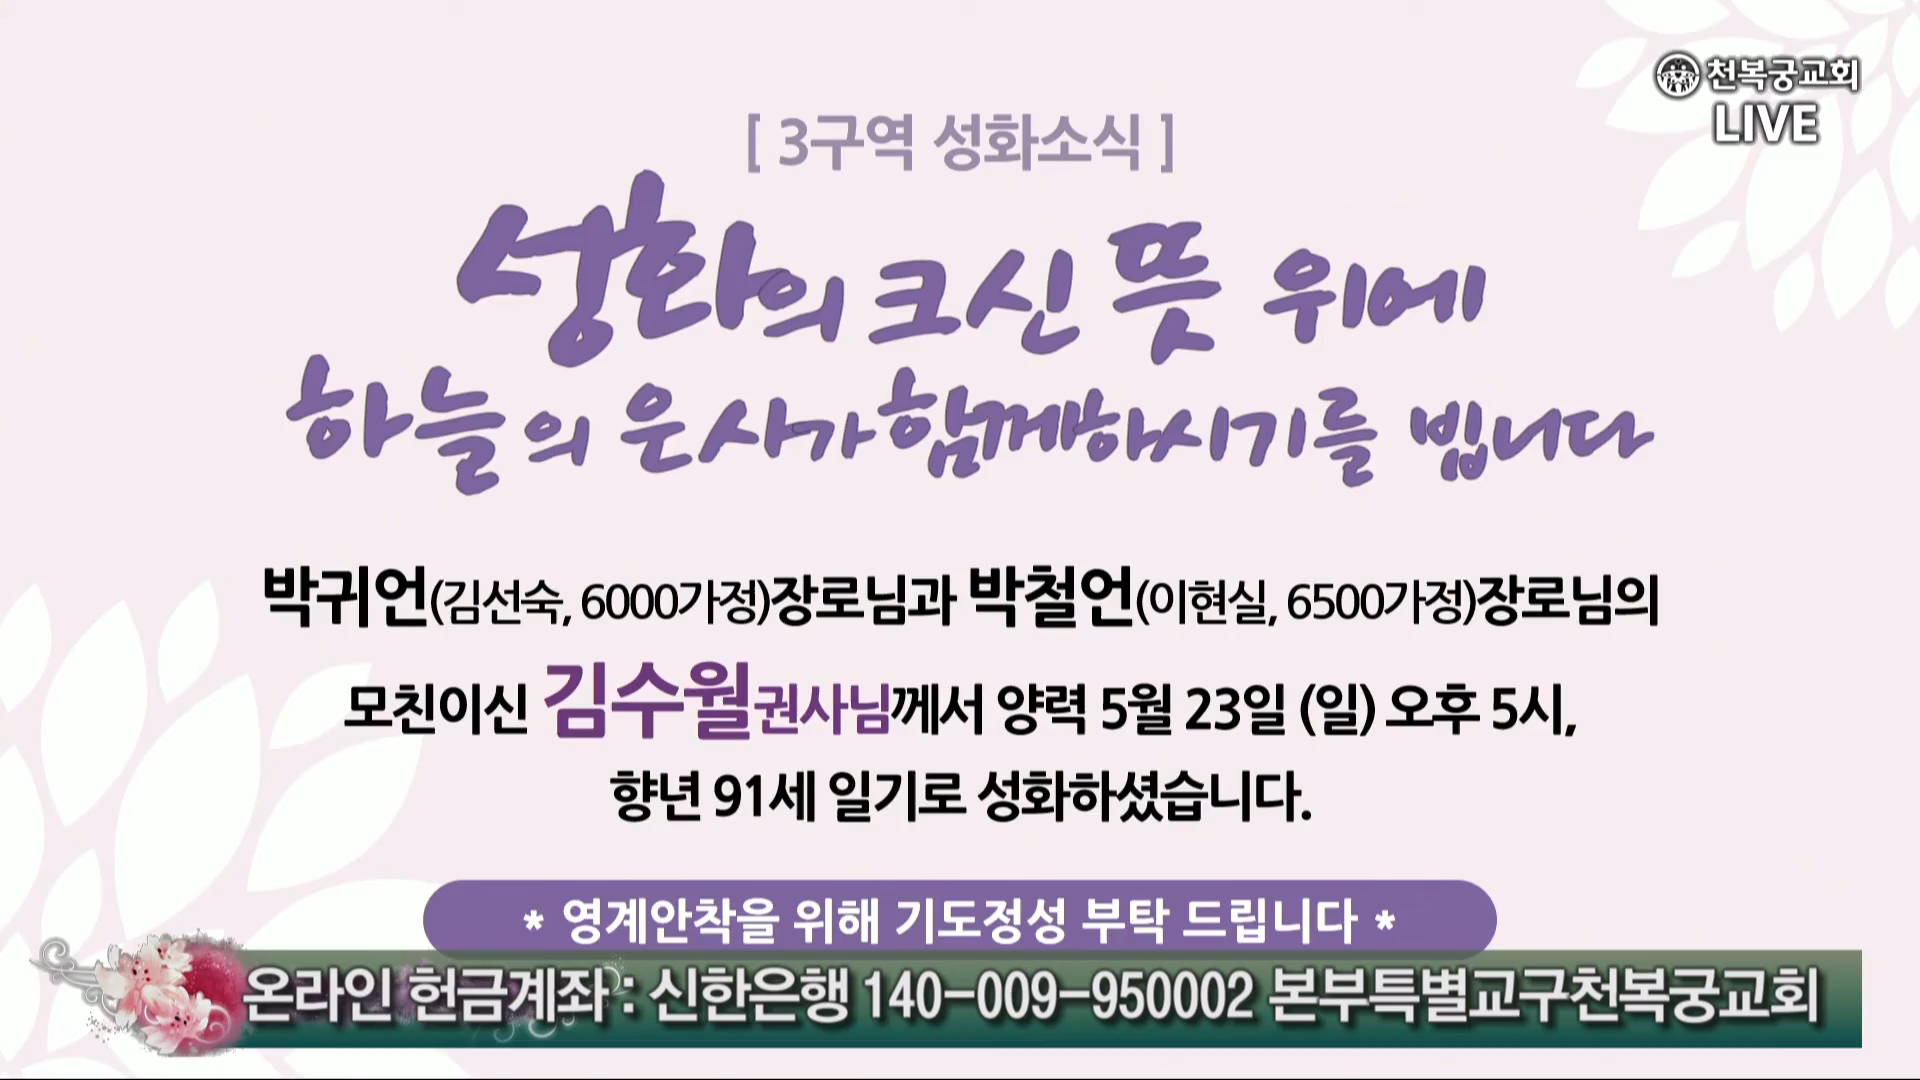 천복궁교회
LIVE
[ 3구역 성화소식 ]
성화의 크신 뜻 위에
하늘의 은사가 함께하시기를 빕니다
박귀언(김선숙, 6000가정)장로님과 박철언(이현실, 6500가정)장로님의
모친이신 김수월권사님께서 양력 5월 23일 (일) 오후 5시,
향년 91세 일기로 성화하셨습니다.
* 영계안착을 위해 기도정성 부탁 드립니다 *
온라인 헌금계좌 : 신한은행 140-009-950002 본부특별교구천복궁교회